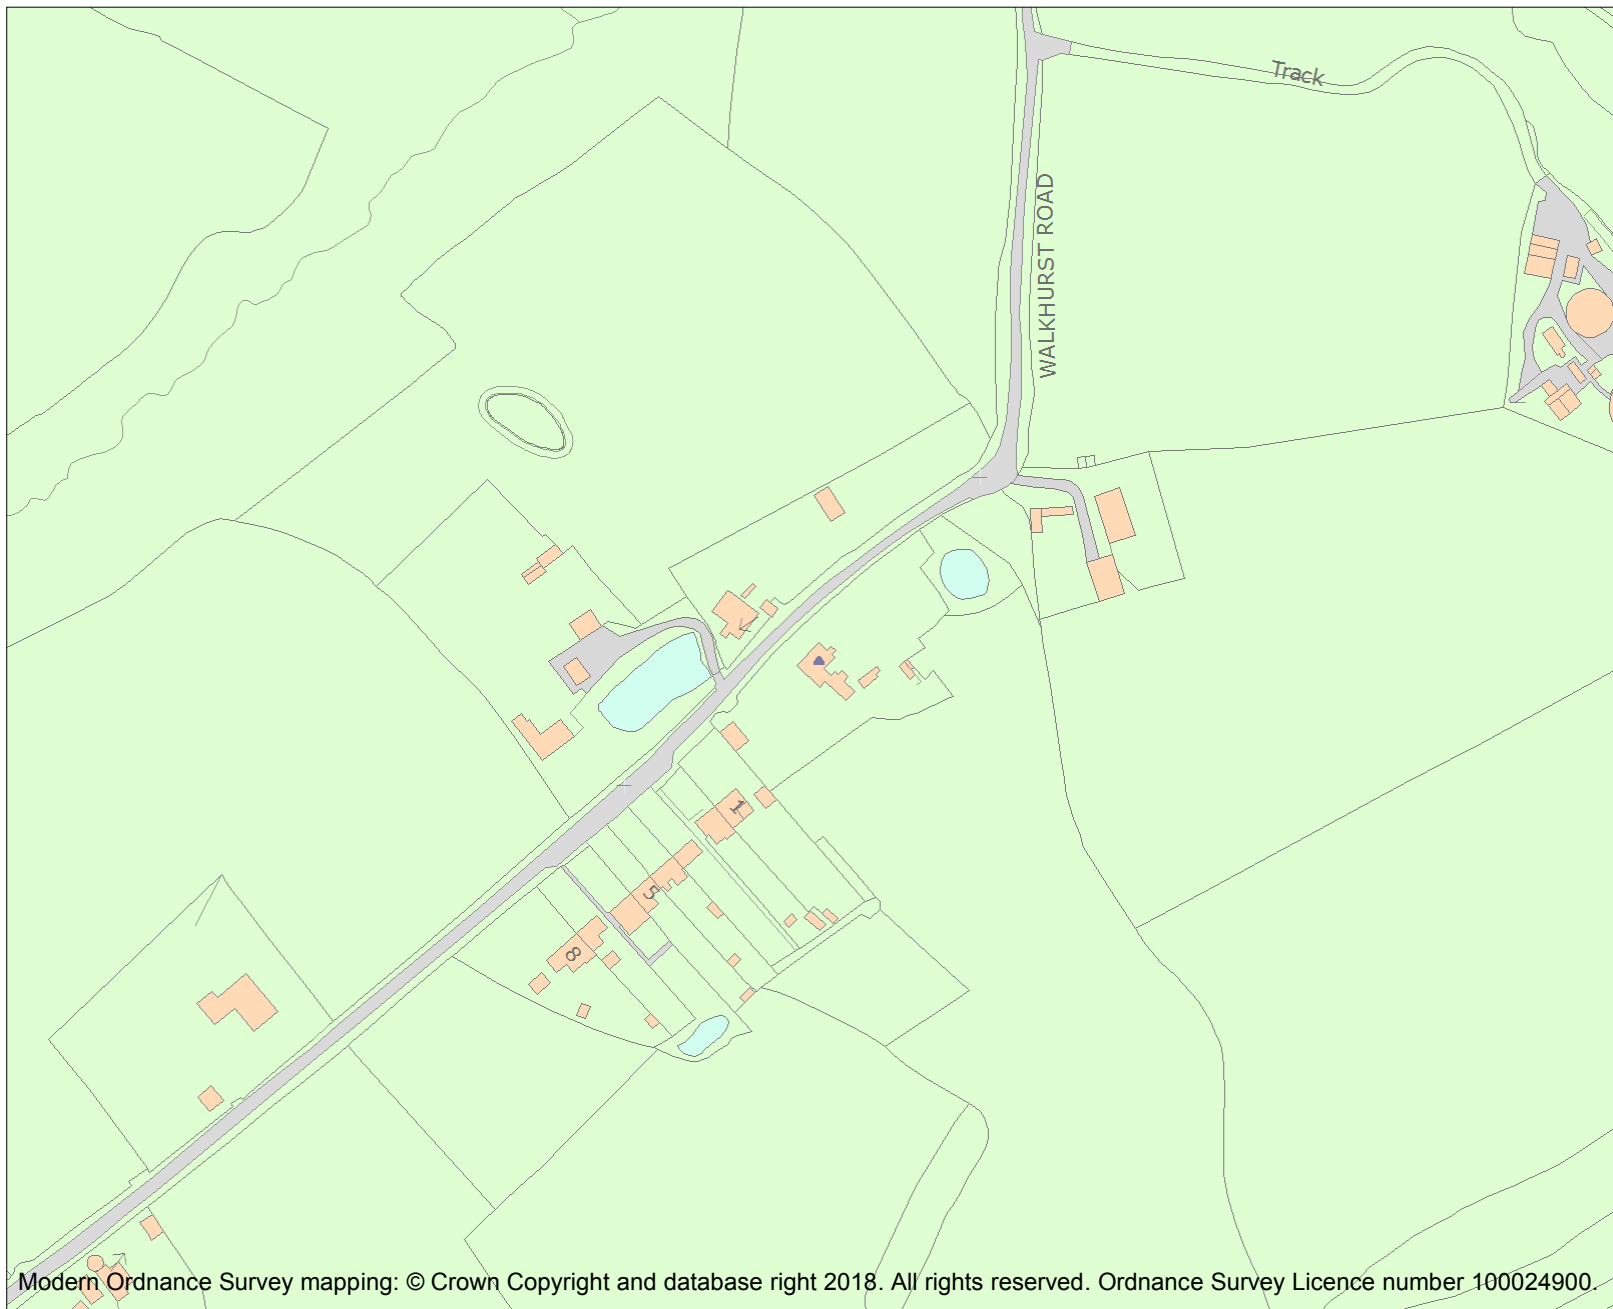 Track
WALKHURST ROAD
1
5
8
Modern Ordnance Survey mapping: © Crown Copyright and database right 2018. All rights reserved. Ordnance Survey Licence number 100024900.